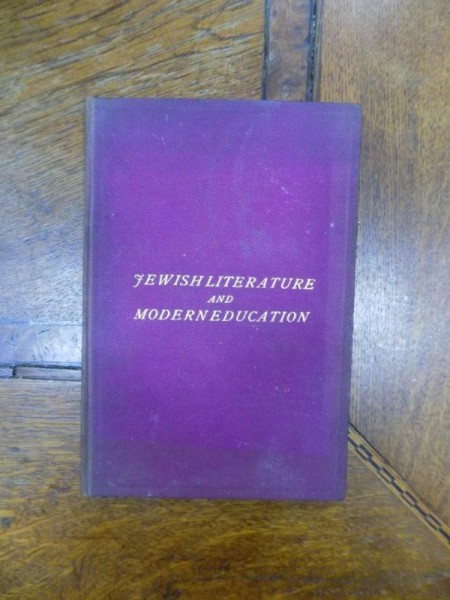 JEWISH LITERATURE
AND
MODERN EDUCATION